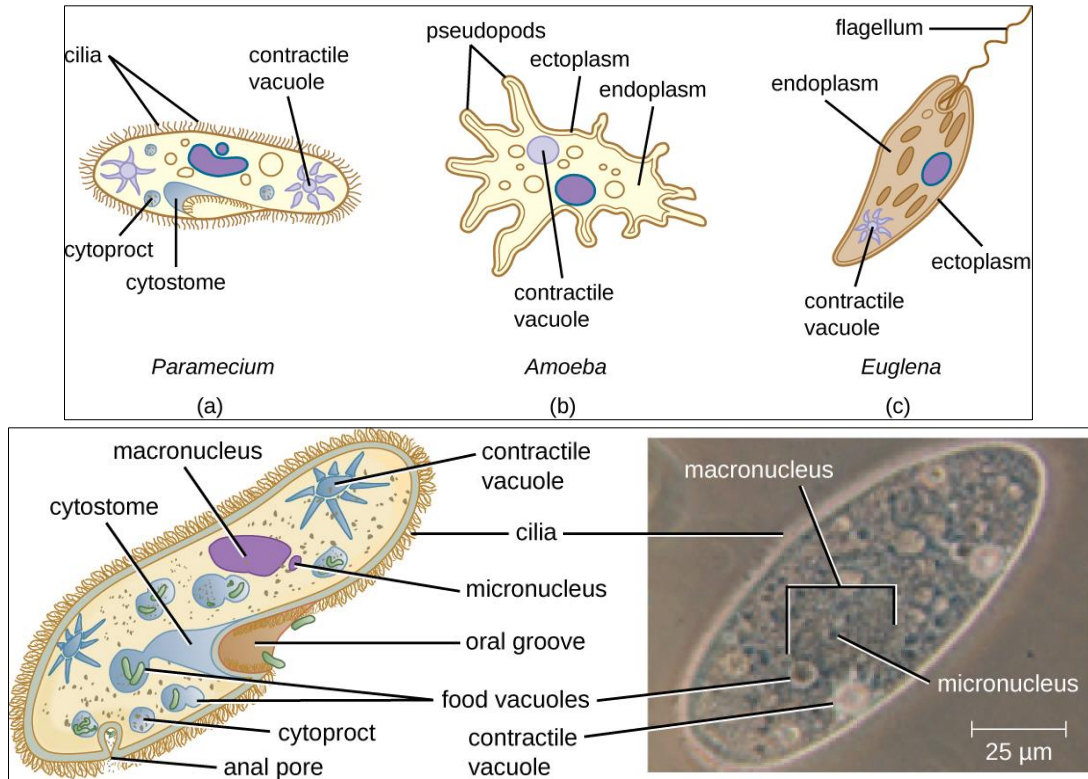 cilia
contractile
vacuole
cytoproct
cytostome
Paramecium
(a)
pseudopods
ectoplasm
endoplasm
contractile
vacuole
Amoeba
(b)
flagellum
endoplasm
ectoplasm
contractile
vacuole
Euglena
(c)
macronucleus
contractile
vacuole
cytostome
cilia
micronucleus
oral groove
food vacuoles
cytoproct
contractile
vacuole
anal pore
macronucleus
micronucleus
25 µm